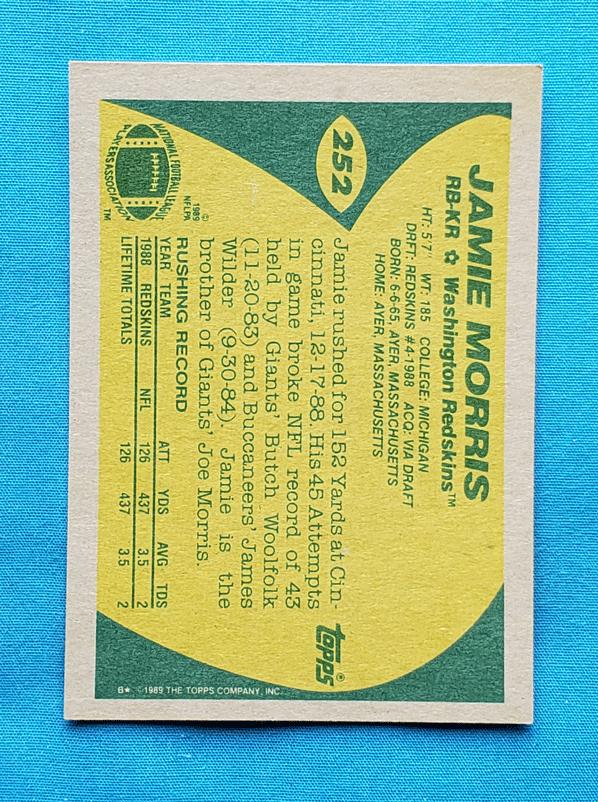 252
JAMIE MORRIS
RB-KR ✩ Washington Redskins™
HT: 5'7" WT: 185 COLLEGE: MICHIGAN
DRFT: REDSKINS #4-1988 ACQ: VIA DRAFT
BORN: 6-6-65, AYER, MASSACHUSETTS
HOME: AYER, MASSACHUSETTS
Jamie rushed for 152 Yards at Cin-
cinnati, 12-17-88. His 45 Attempts
in game broke NFL record of 43
held by Giants' Butch Woolfolk
(11-20-83) and Buccaneers' James
Wilder (9-30-84). Jamie is the
brother of Giants' Joe Morris.
topps®
NATIONAL FOOTBALL LEAGUE
PLAYERS ASSOCIATION
™
©
1989
NFLPA
RUSHING RECORD
YEAR TEAM ATT YDS AVG TDS
1988 REDSKINS NFL 126 437 3.5 2
LIFETIME TOTALS 126 437 3.5 2
B★ ©1989 THE TOPPS COMPANY, INC.